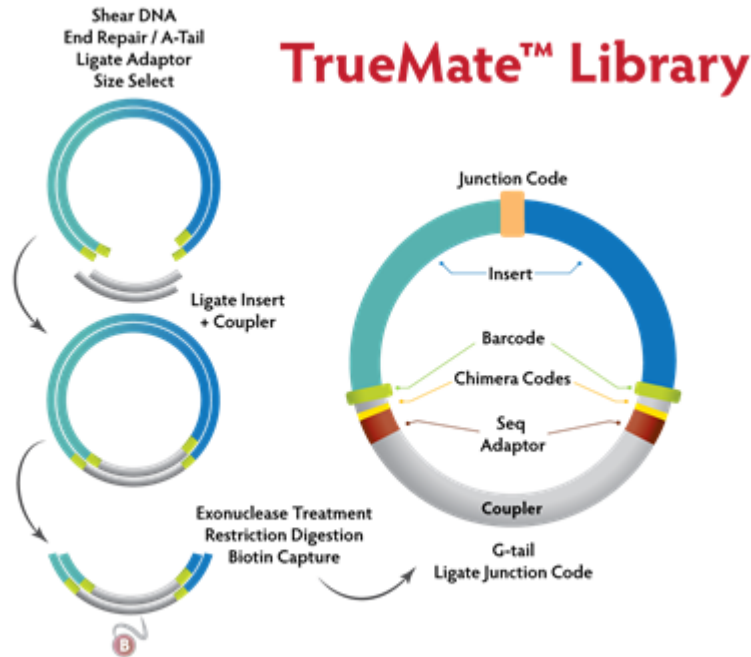 Shear DNA
End Repair / A-Tail
Ligate Adaptor
Size Select
TrueMate™ Library
Ligate Insert
+ Coupler
Exonuclease Treatment
Restriction Digestion
Biotin Capture
B
Junction Code
Insert
Barcode
Chimera Codes
Seq
Adaptor
Coupler
G-tail
Ligate Junction Code